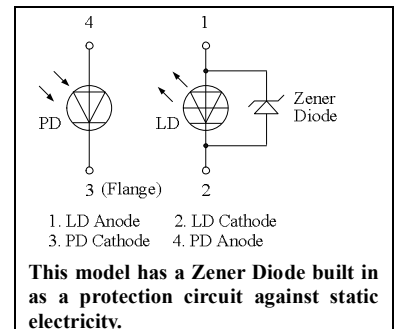 4 1
PD LD Zener
Diode
3 (Flange) 2
1. LD Anode 2. LD Cathode
3. PD Cathode 4. PD Anode
This model has a Zener Diode built in
as a protection circuit against static
electricity.